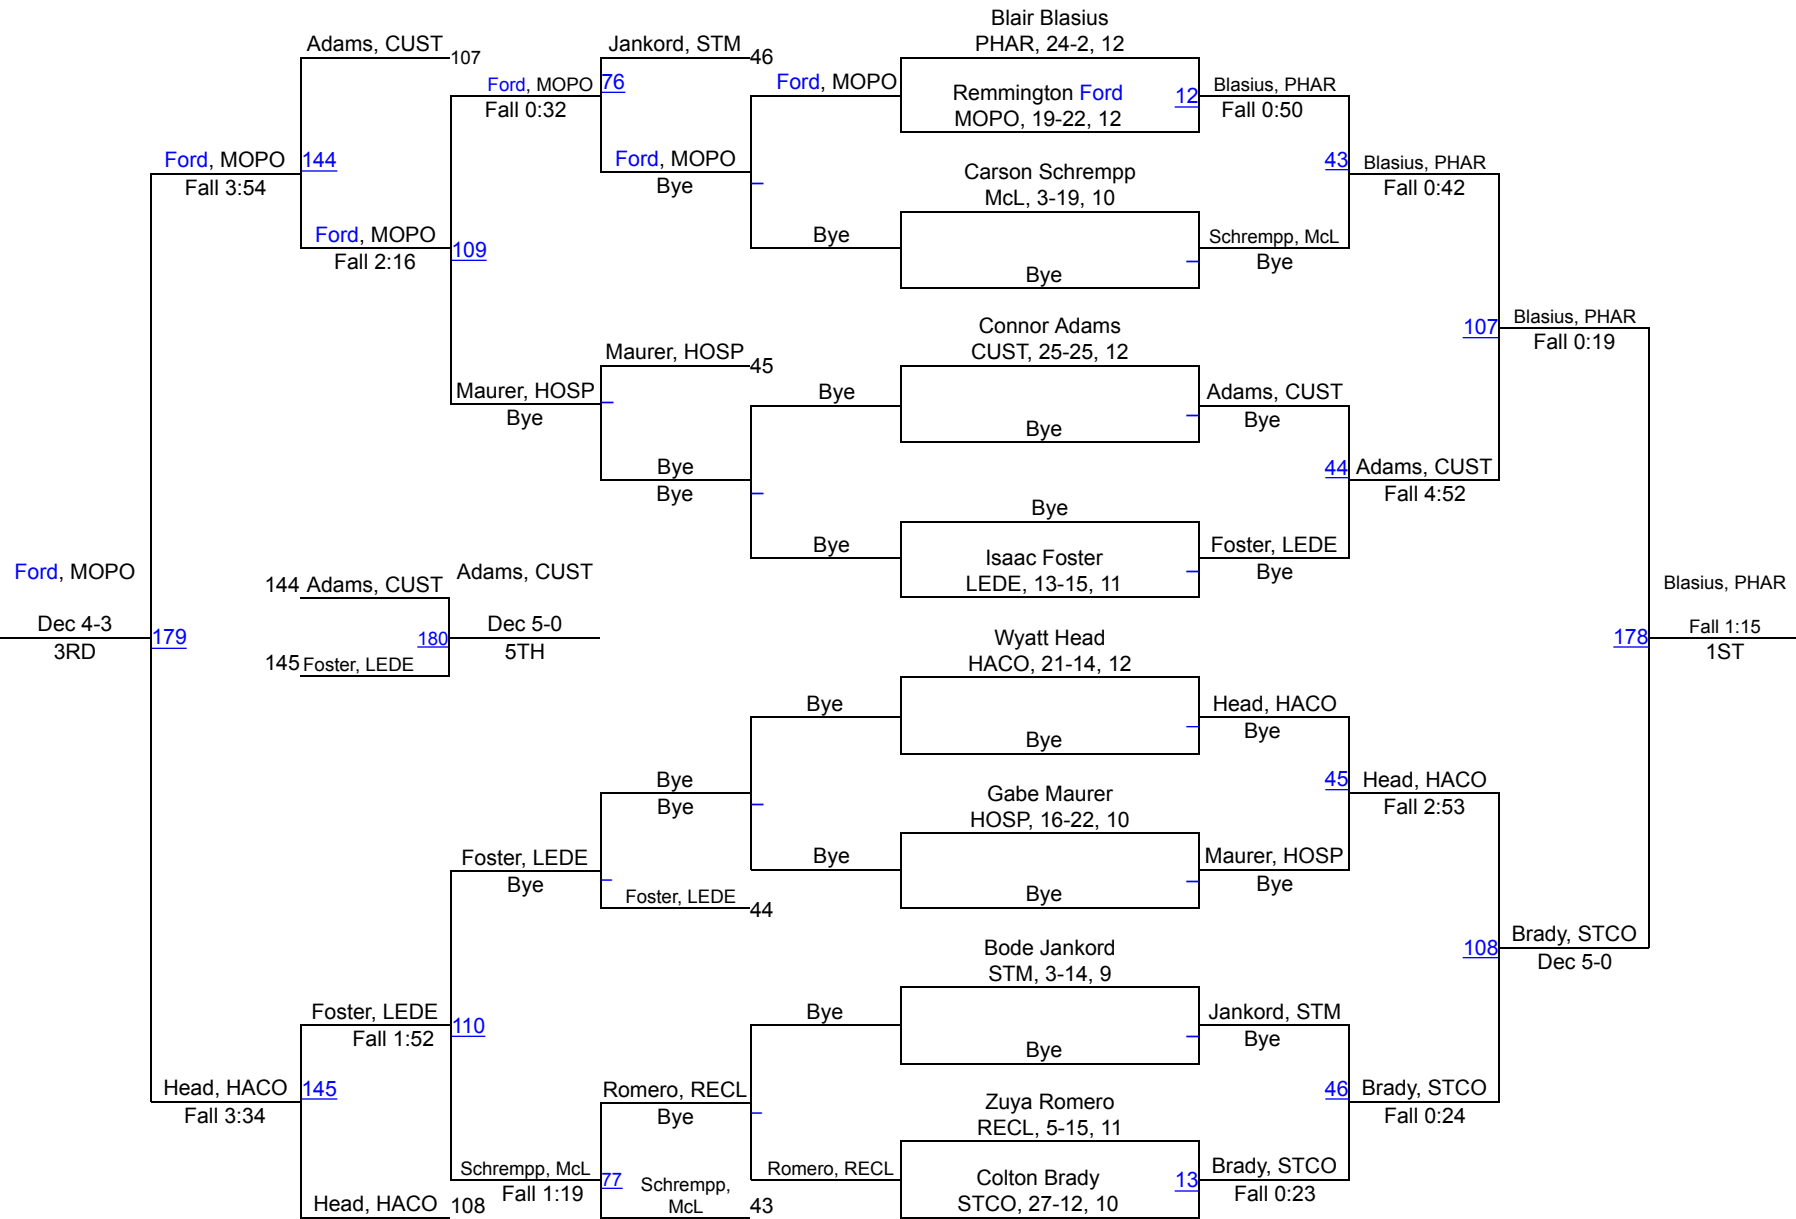 Blair Blasius
PHAR, 24-2, 12
Adams, CUST
107
Jankord, STM
46
Ford, MOPO
Fall 0:32
76
Ford, MOPO
Remmington Ford
MOPO, 19-22, 12
12
Blasius, PHAR
Fall 0:50
Ford, MOPO
Fall 3:54
144
Ford, MOPO
Bye
Carson Schrempp
McL, 3-19, 10
43
Blasius, PHAR
Fall 0:42
Ford, MOPO
Fall 2:16
109
Bye
Bye
Schrempp, McL
Bye
Connor Adams
CUST, 25-25, 12
107
Blasius, PHAR
Fall 0:19
Maurer, HOSP
45
Maurer, HOSP
Bye
Bye
Bye
Adams, CUST
Bye
Bye
Bye
44
Adams, CUST
Fall 4:52
Bye
Bye
Isaac Foster
LEDE, 13-15, 11
Foster, LEDE
Bye
Ford, MOPO
Dec 4-3
3RD
179
144 Adams, CUST
145 Foster, LEDE
180
Adams, CUST
Dec 5-0
5TH
Blasius, PHAR
Fall 1:15
1ST
178
Wyatt Head
HACO, 21-14, 12
Bye
Bye
Head, HACO
Bye
Bye
Bye
Gabe Maurer
HOSP, 16-22, 10
45
Head, HACO
Fall 2:53
Foster, LEDE
Bye
Foster, LEDE
44
Bye
Bye
Maurer, HOSP
Bye
Bode Jankord
STM, 3-14, 9
108
Brady, STCO
Dec 5-0
Foster, LEDE
Fall 1:52
110
Bye
Bye
Jankord, STM
Bye
Head, HACO
Fall 3:34
145
Romero, RECL
Bye
Zuya Romero
RECL, 5-15, 11
46
Brady, STCO
Fall 0:24
Schrempp, McL
Fall 1:19
77
Schrempp,
McL
43
Romero, RECL
Colton Brady
STCO, 27-12, 10
13
Brady, STCO
Fall 0:23
Head, HACO
108